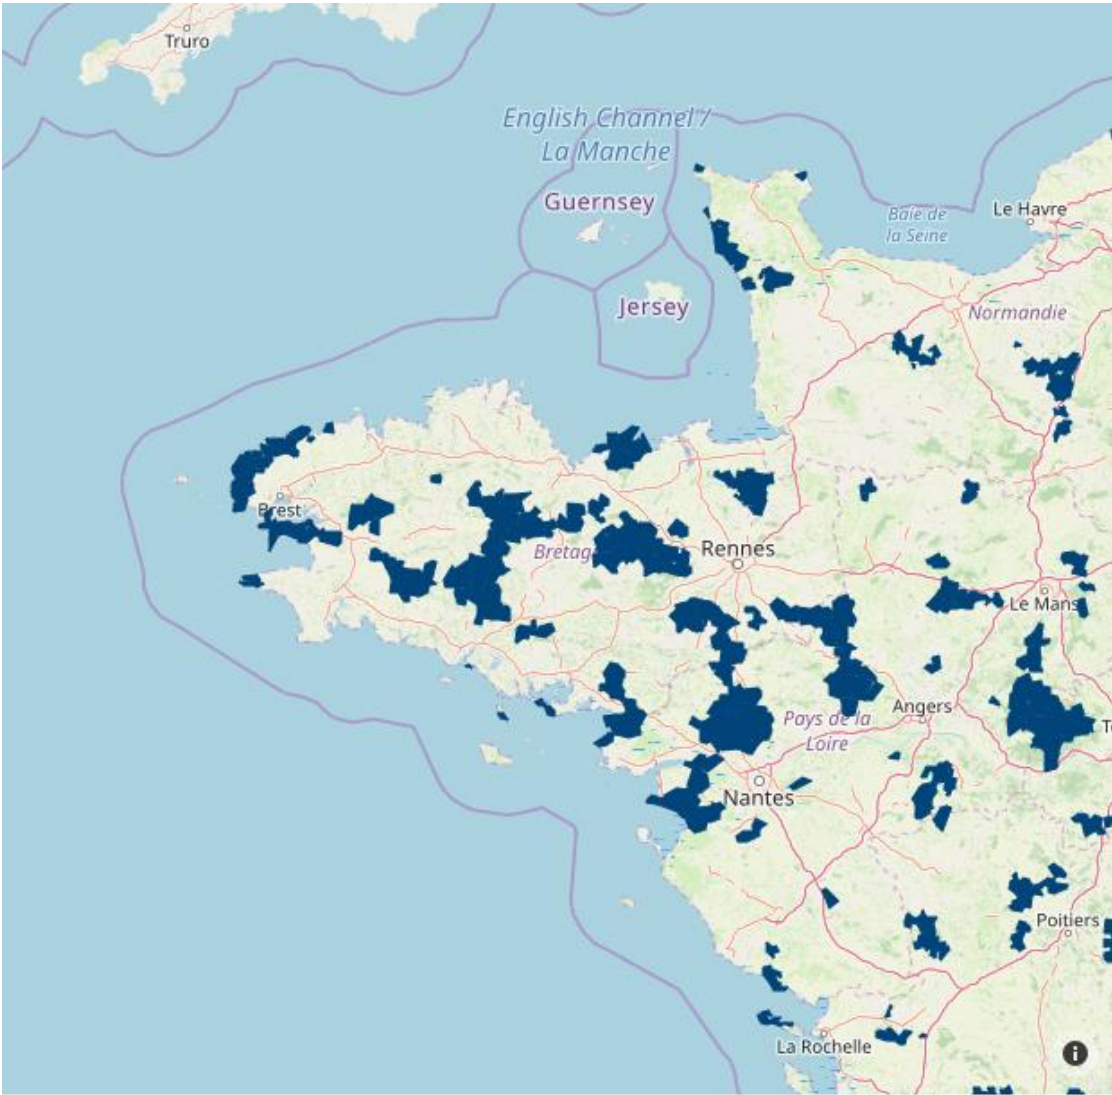 Truro
English Channel /
La Manche
Guernsey
Baie de
la Seine
Le Havre
Jersey
Normandie
Brest
Bretag
Rennes
Le Mans
Angers
Pays de la
Loire
T
Nantes
Poitiers
La Rochelle
i